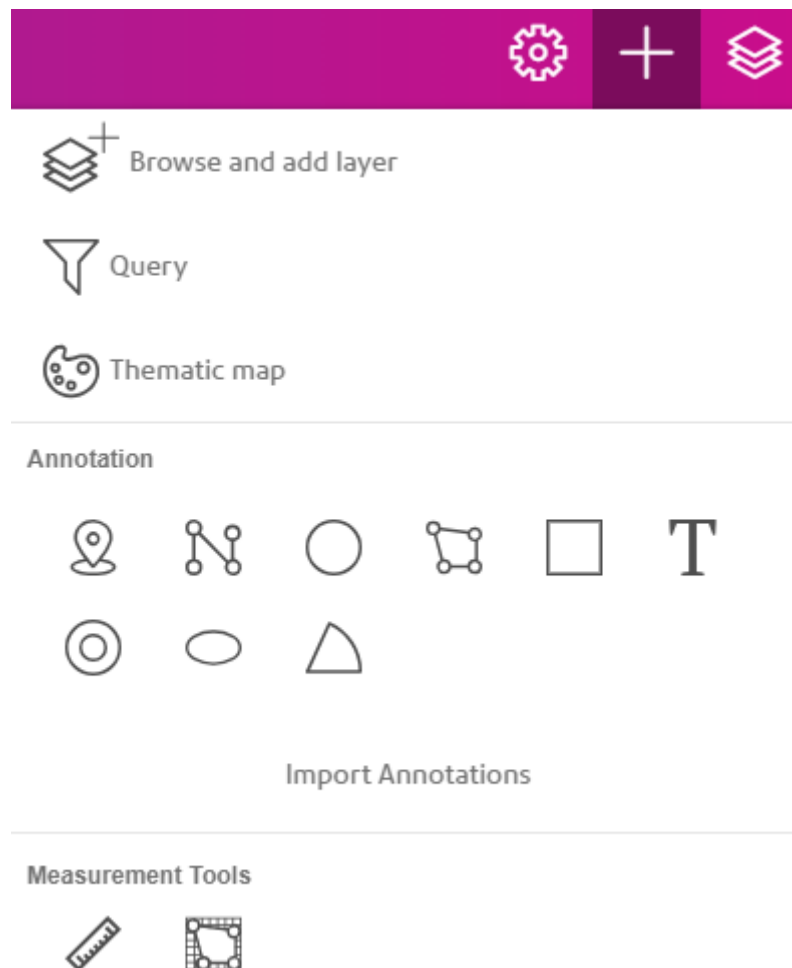 Browse and add layer
Query
Thematic map
Annotation
T
Import Annotations
Measurement Tools